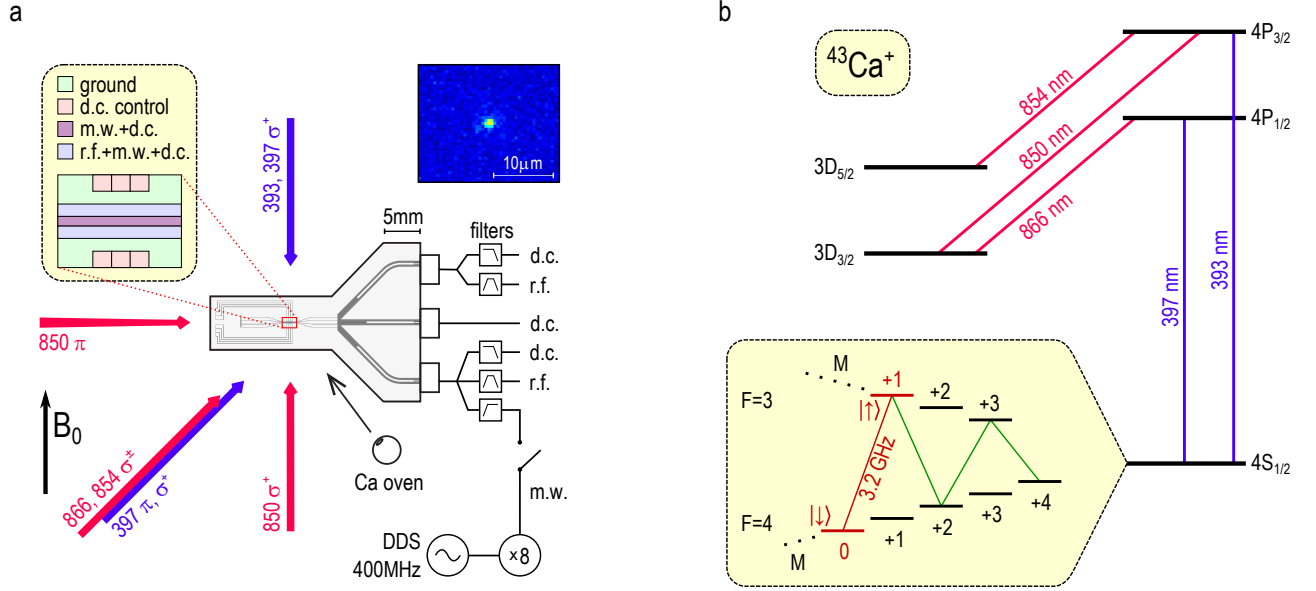 a
ground
d.c. control
m.w.+d.c.
r.f.+m.w.+d.c.
393, 397 σ⁺
10μm
5mm
filters
d.c.
r.f.
d.c.
d.c.
r.f.
850 π
B₀
866, 854 σ±
397 π, σ⁺
850 σ⁺
Ca oven
m.w.
DDS
400MHz
×8
b
⁴³Ca⁺
4P₃/₂
4P₁/₂
3D₅/₂
3D₃/₂
854 nm
850 nm
866 nm
397 nm
393 nm
4S₁/₂
M
F=3
+1
+2
+3
|↑⟩
3.2 GHz
F=4
|↓⟩
0
+1
+2
+3
+4
M